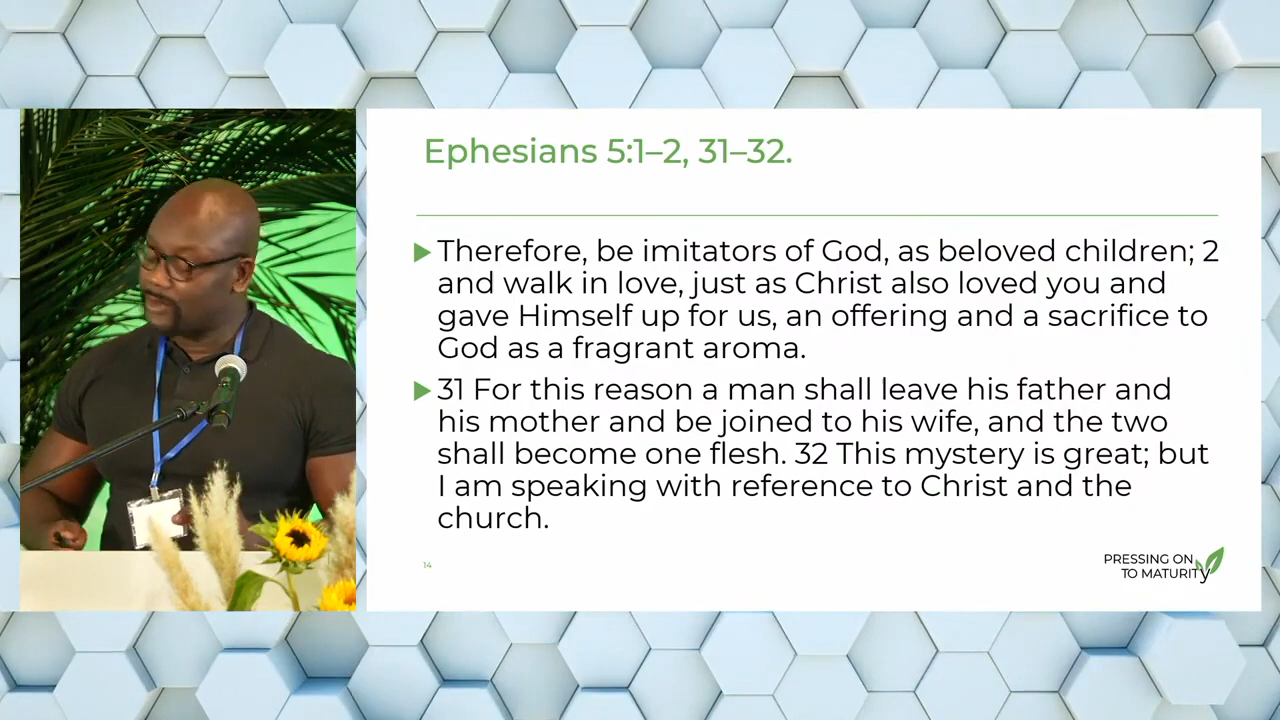 Ephesians 5:1–2, 31–32.
Therefore, be imitators of God, as beloved children; 2
and walk in love, just as Christ also loved you and
gave Himself up for us, an offering and a sacrifice to
God as a fragrant aroma.
31 For this reason a man shall leave his father and
his mother and be joined to his wife, and the two
shall become one flesh. 32 This mystery is great; but
I am speaking with reference to Christ and the
church.
14
PRESSING ON
TO MATURITy